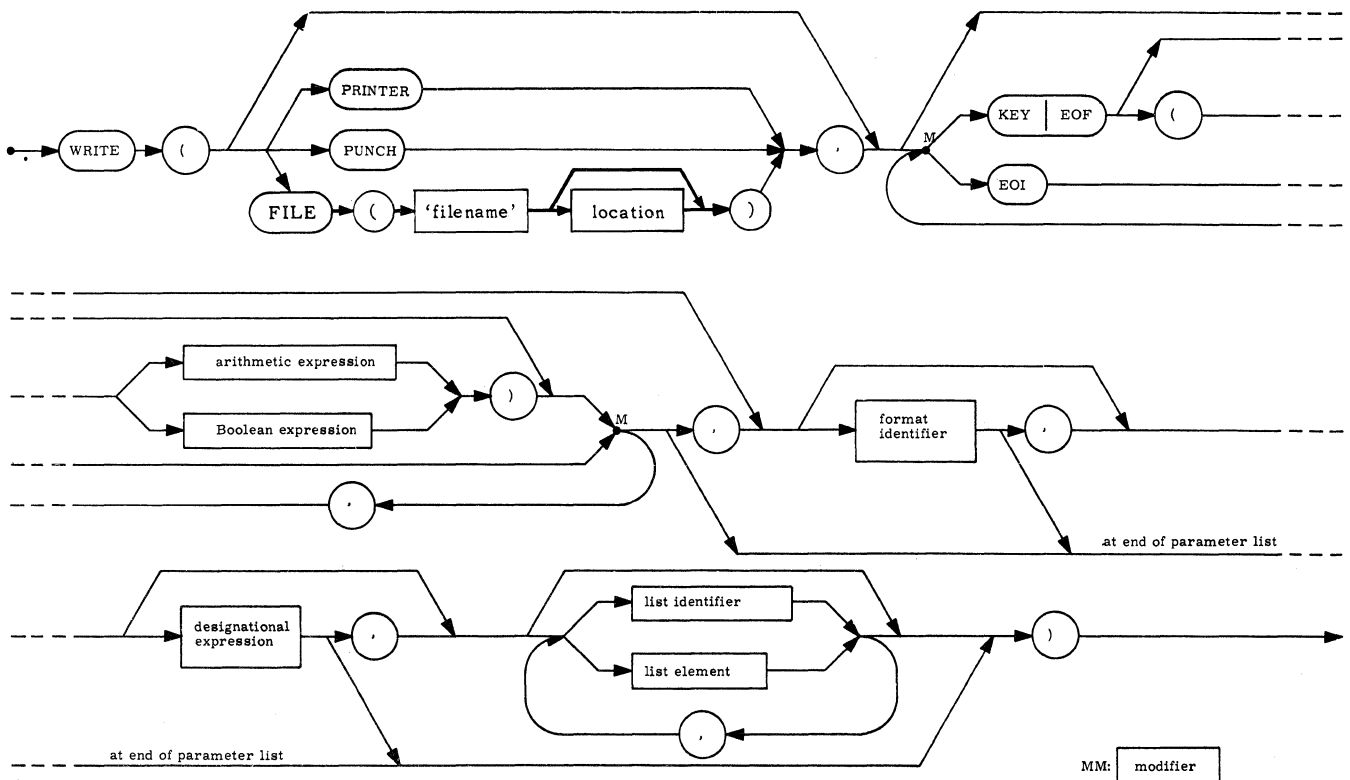 PRINTER
WRITE ( PUNCH ,
FILE ( 'filename' location )
M KEY | EOF (
EOI
arithmetic expression
Boolean expression )
M , format
identifier ,
,
at end of parameter list
designational
expression ,
list identifier
list element
, )
at end of parameter list
MM: modifier